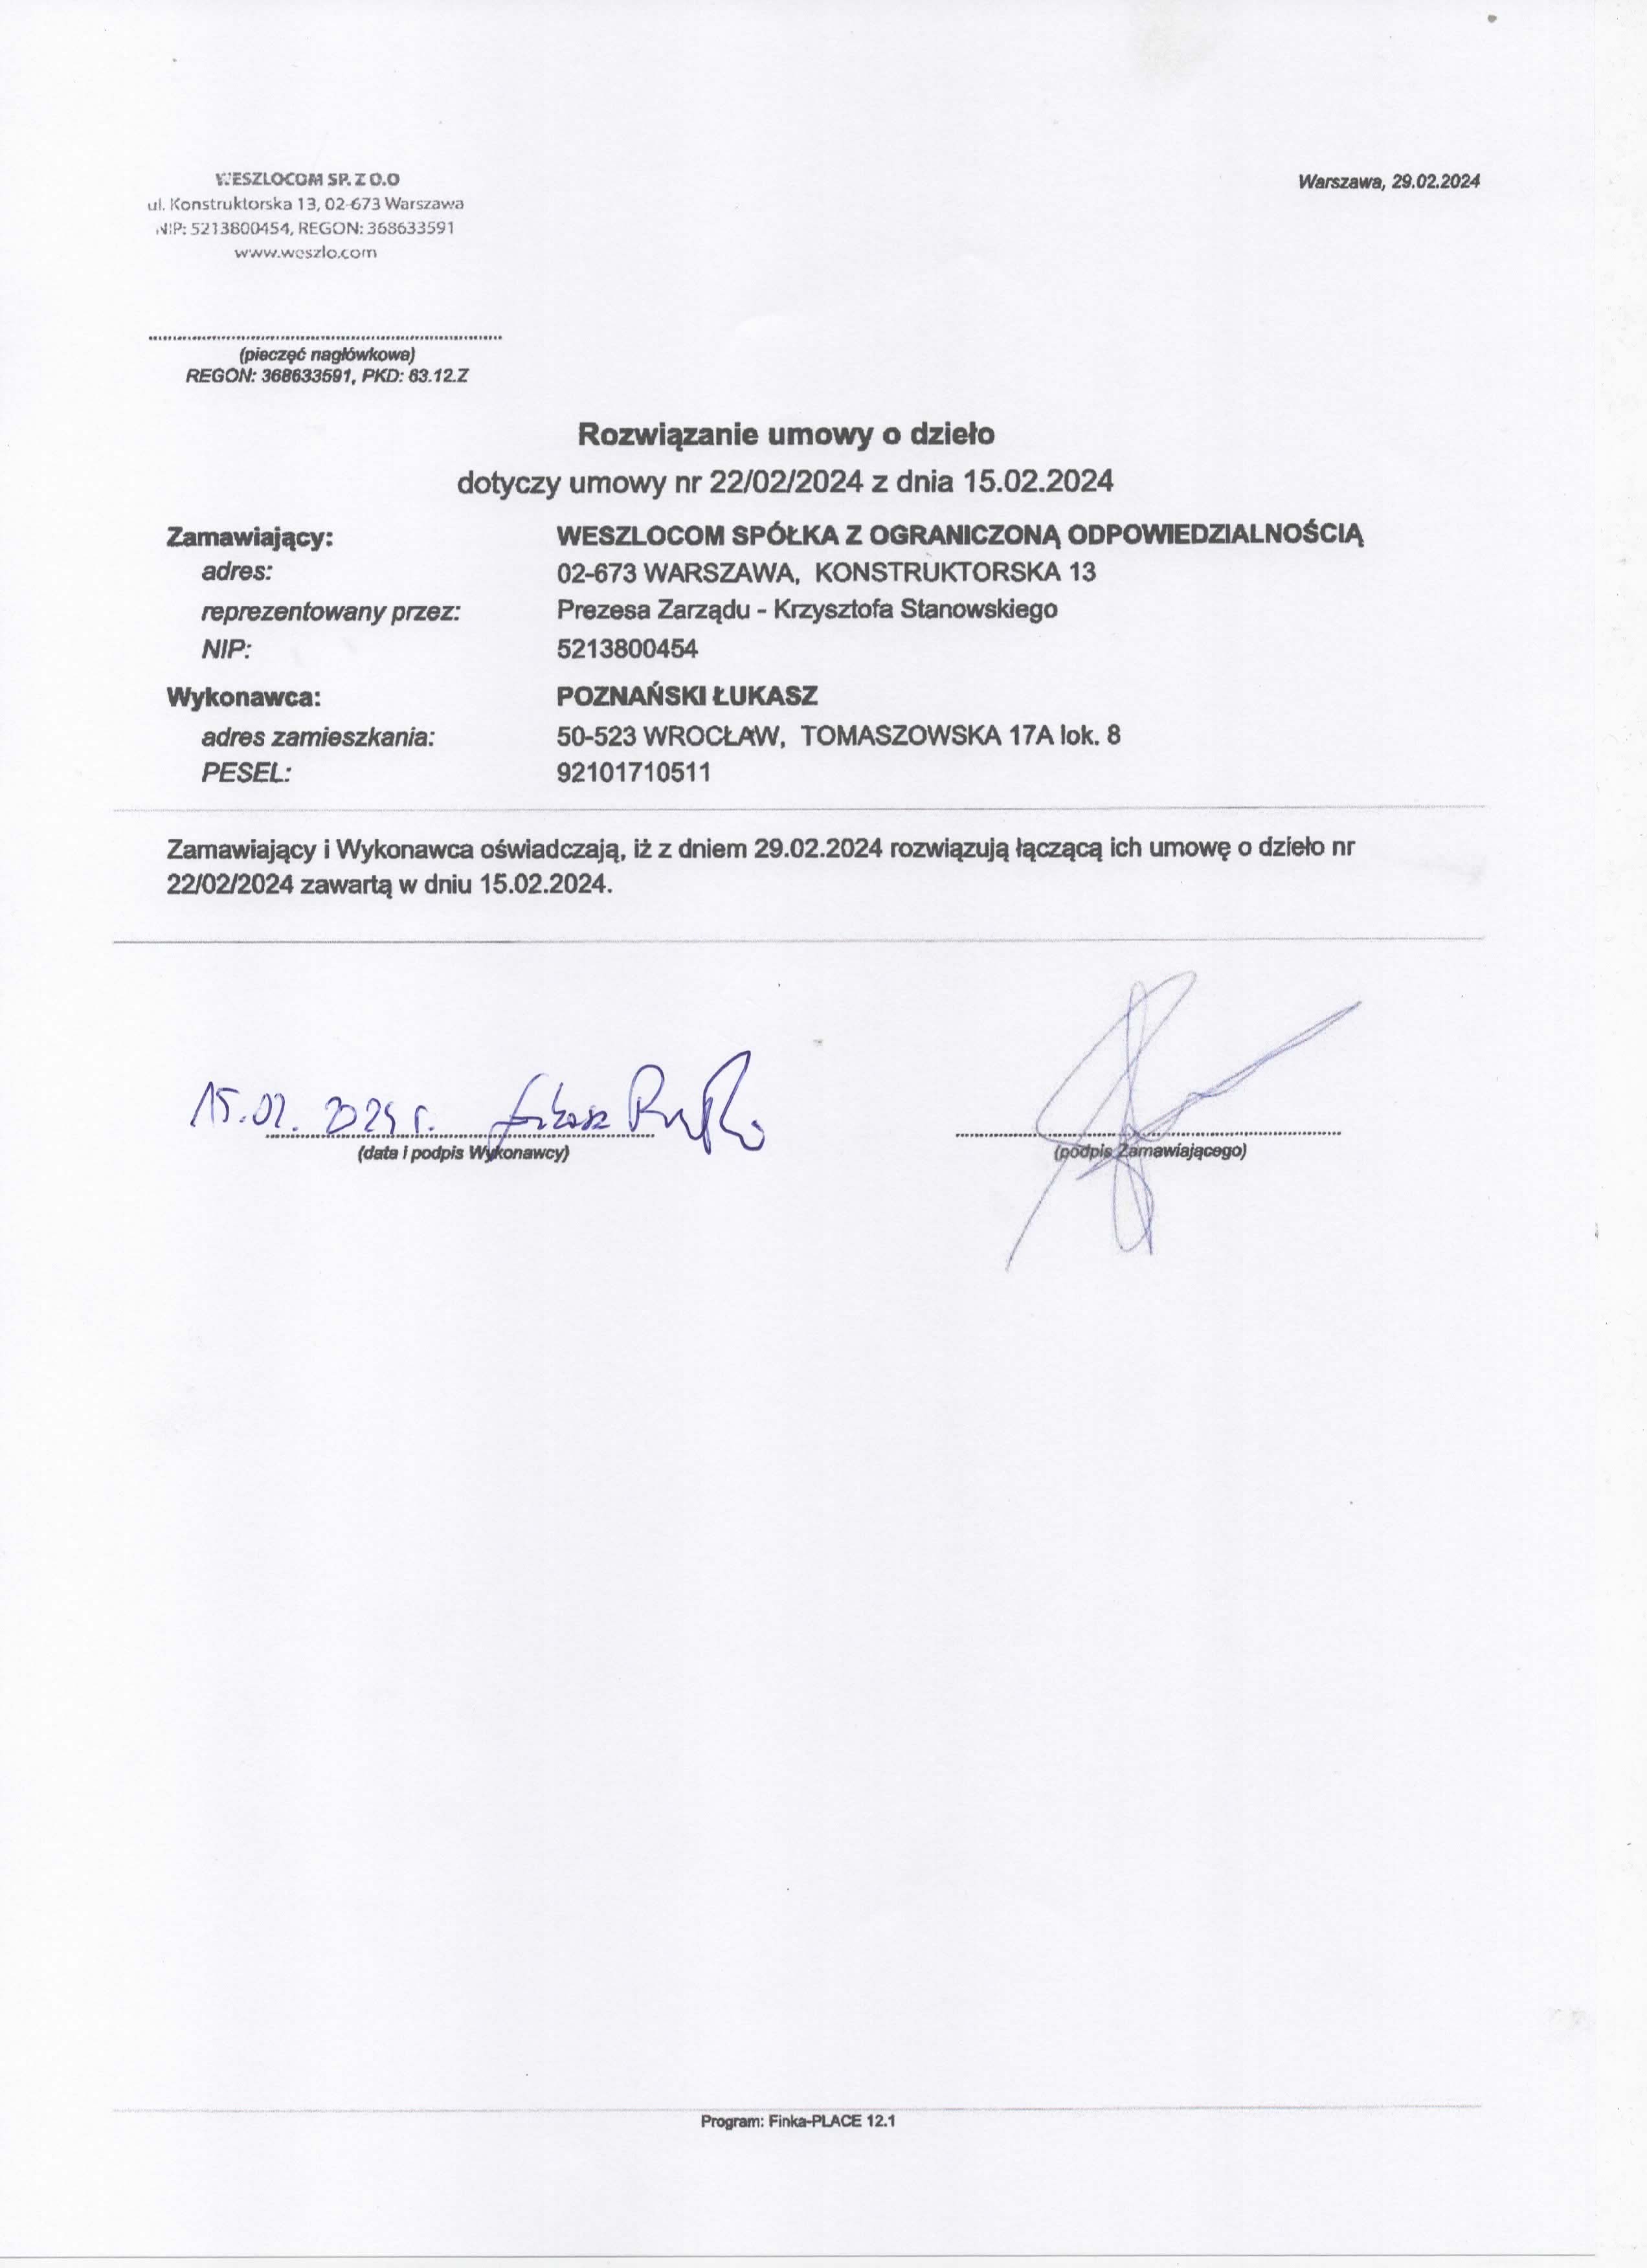 WESZLOCOM SP. Z O.O
ul. Konstruktorska 13, 02-673 Warszawa
NIP: 5213800454, REGON: 368633591
www.weszlo.com
Warszawa, 29.02.2024
(pieczęć nagłówkowa)
REGON: 368633591, PKD: 63.12.Z
Rozwiązanie umowy o dzieło
dotyczy umowy nr 22/02/2024 z dnia 15.02.2024
Zamawiający: WESZLOCOM SPÓŁKA Z OGRANICZONĄ ODPOWIEDZIALNOŚCIĄ
adres: 02-673 WARSZAWA, KONSTRUKTORSKA 13
reprezentowany przez: Prezesa Zarządu - Krzysztofa Stanowskiego
NIP: 5213800454
Wykonawca: POZNAŃSKI ŁUKASZ
adres zamieszkania: 50-523 WROCŁAW, TOMASZOWSKA 17A lok. 8
PESEL: 92101710511
Zamawiający i Wykonawca oświadczają, iż z dniem 29.02.2024 rozwiązują łączącą ich umowę o dzieło nr
22/02/2024 zawartą w dniu 15.02.2024.
15.02. 2024 r. Łukasz
(data i podpis Wykonawcy)
(podpis Zamawiającego)
Program: Finka-PLACE 12.1